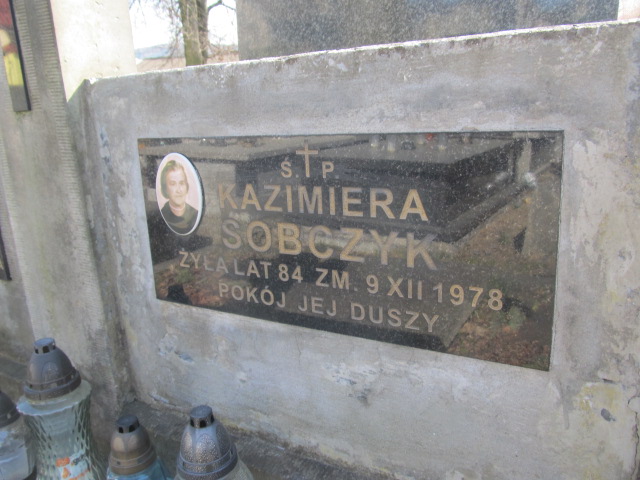 Ś. P.
KAZIMIERA
SOBCZYK
ŻYŁA LAT 84 ZM. 9 XII 1978
POKÓJ JEJ DUSZY